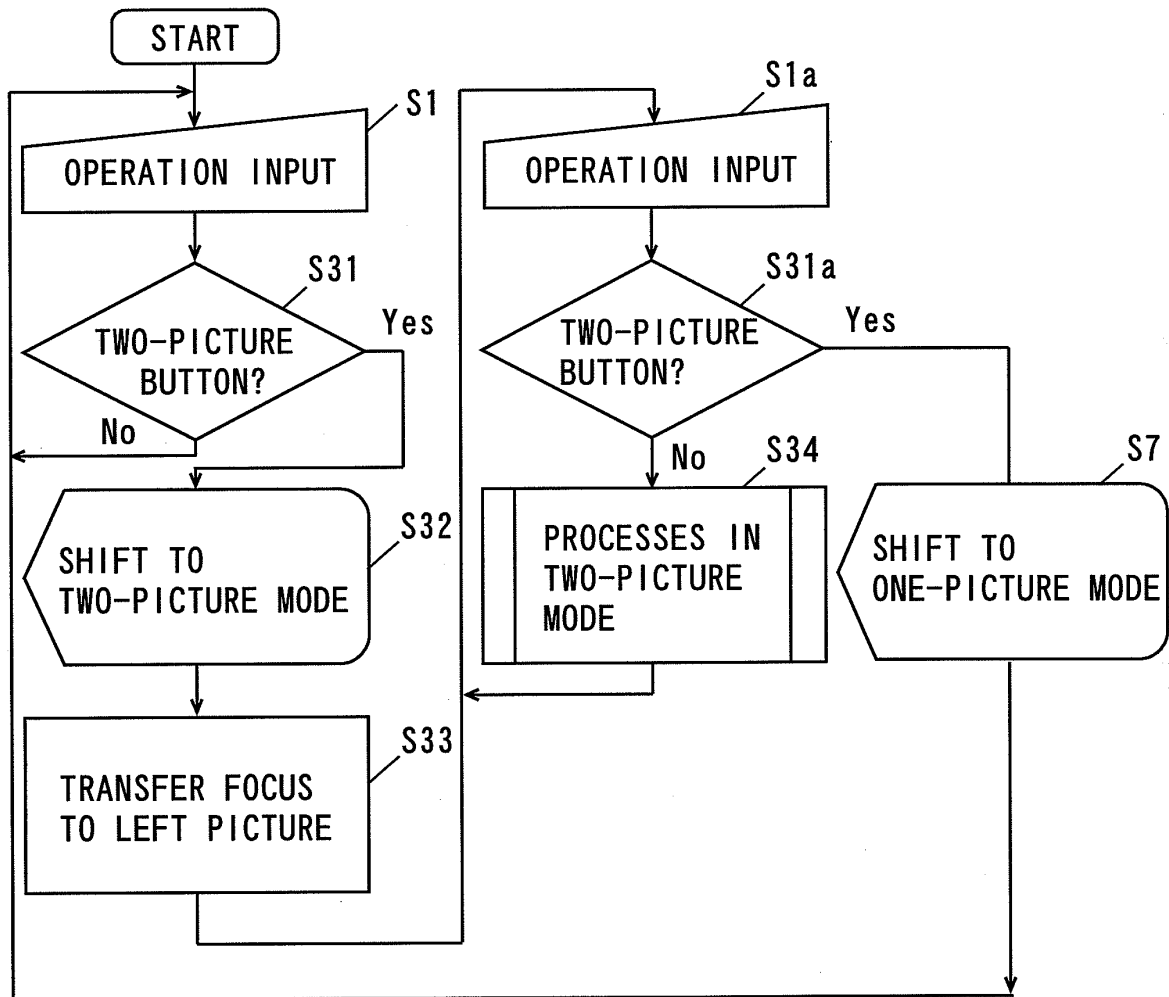 START
S1
OPERATION INPUT
S31
TWO-PICTURE
BUTTON?
Yes
No
S32
SHIFT TO
TWO-PICTURE MODE
S33
TRANSFER FOCUS
TO LEFT PICTURE
S1a
OPERATION INPUT
S31a
TWO-PICTURE
BUTTON?
Yes
No
S34
PROCESSES IN
TWO-PICTURE
MODE
S7
SHIFT TO
ONE-PICTURE MODE